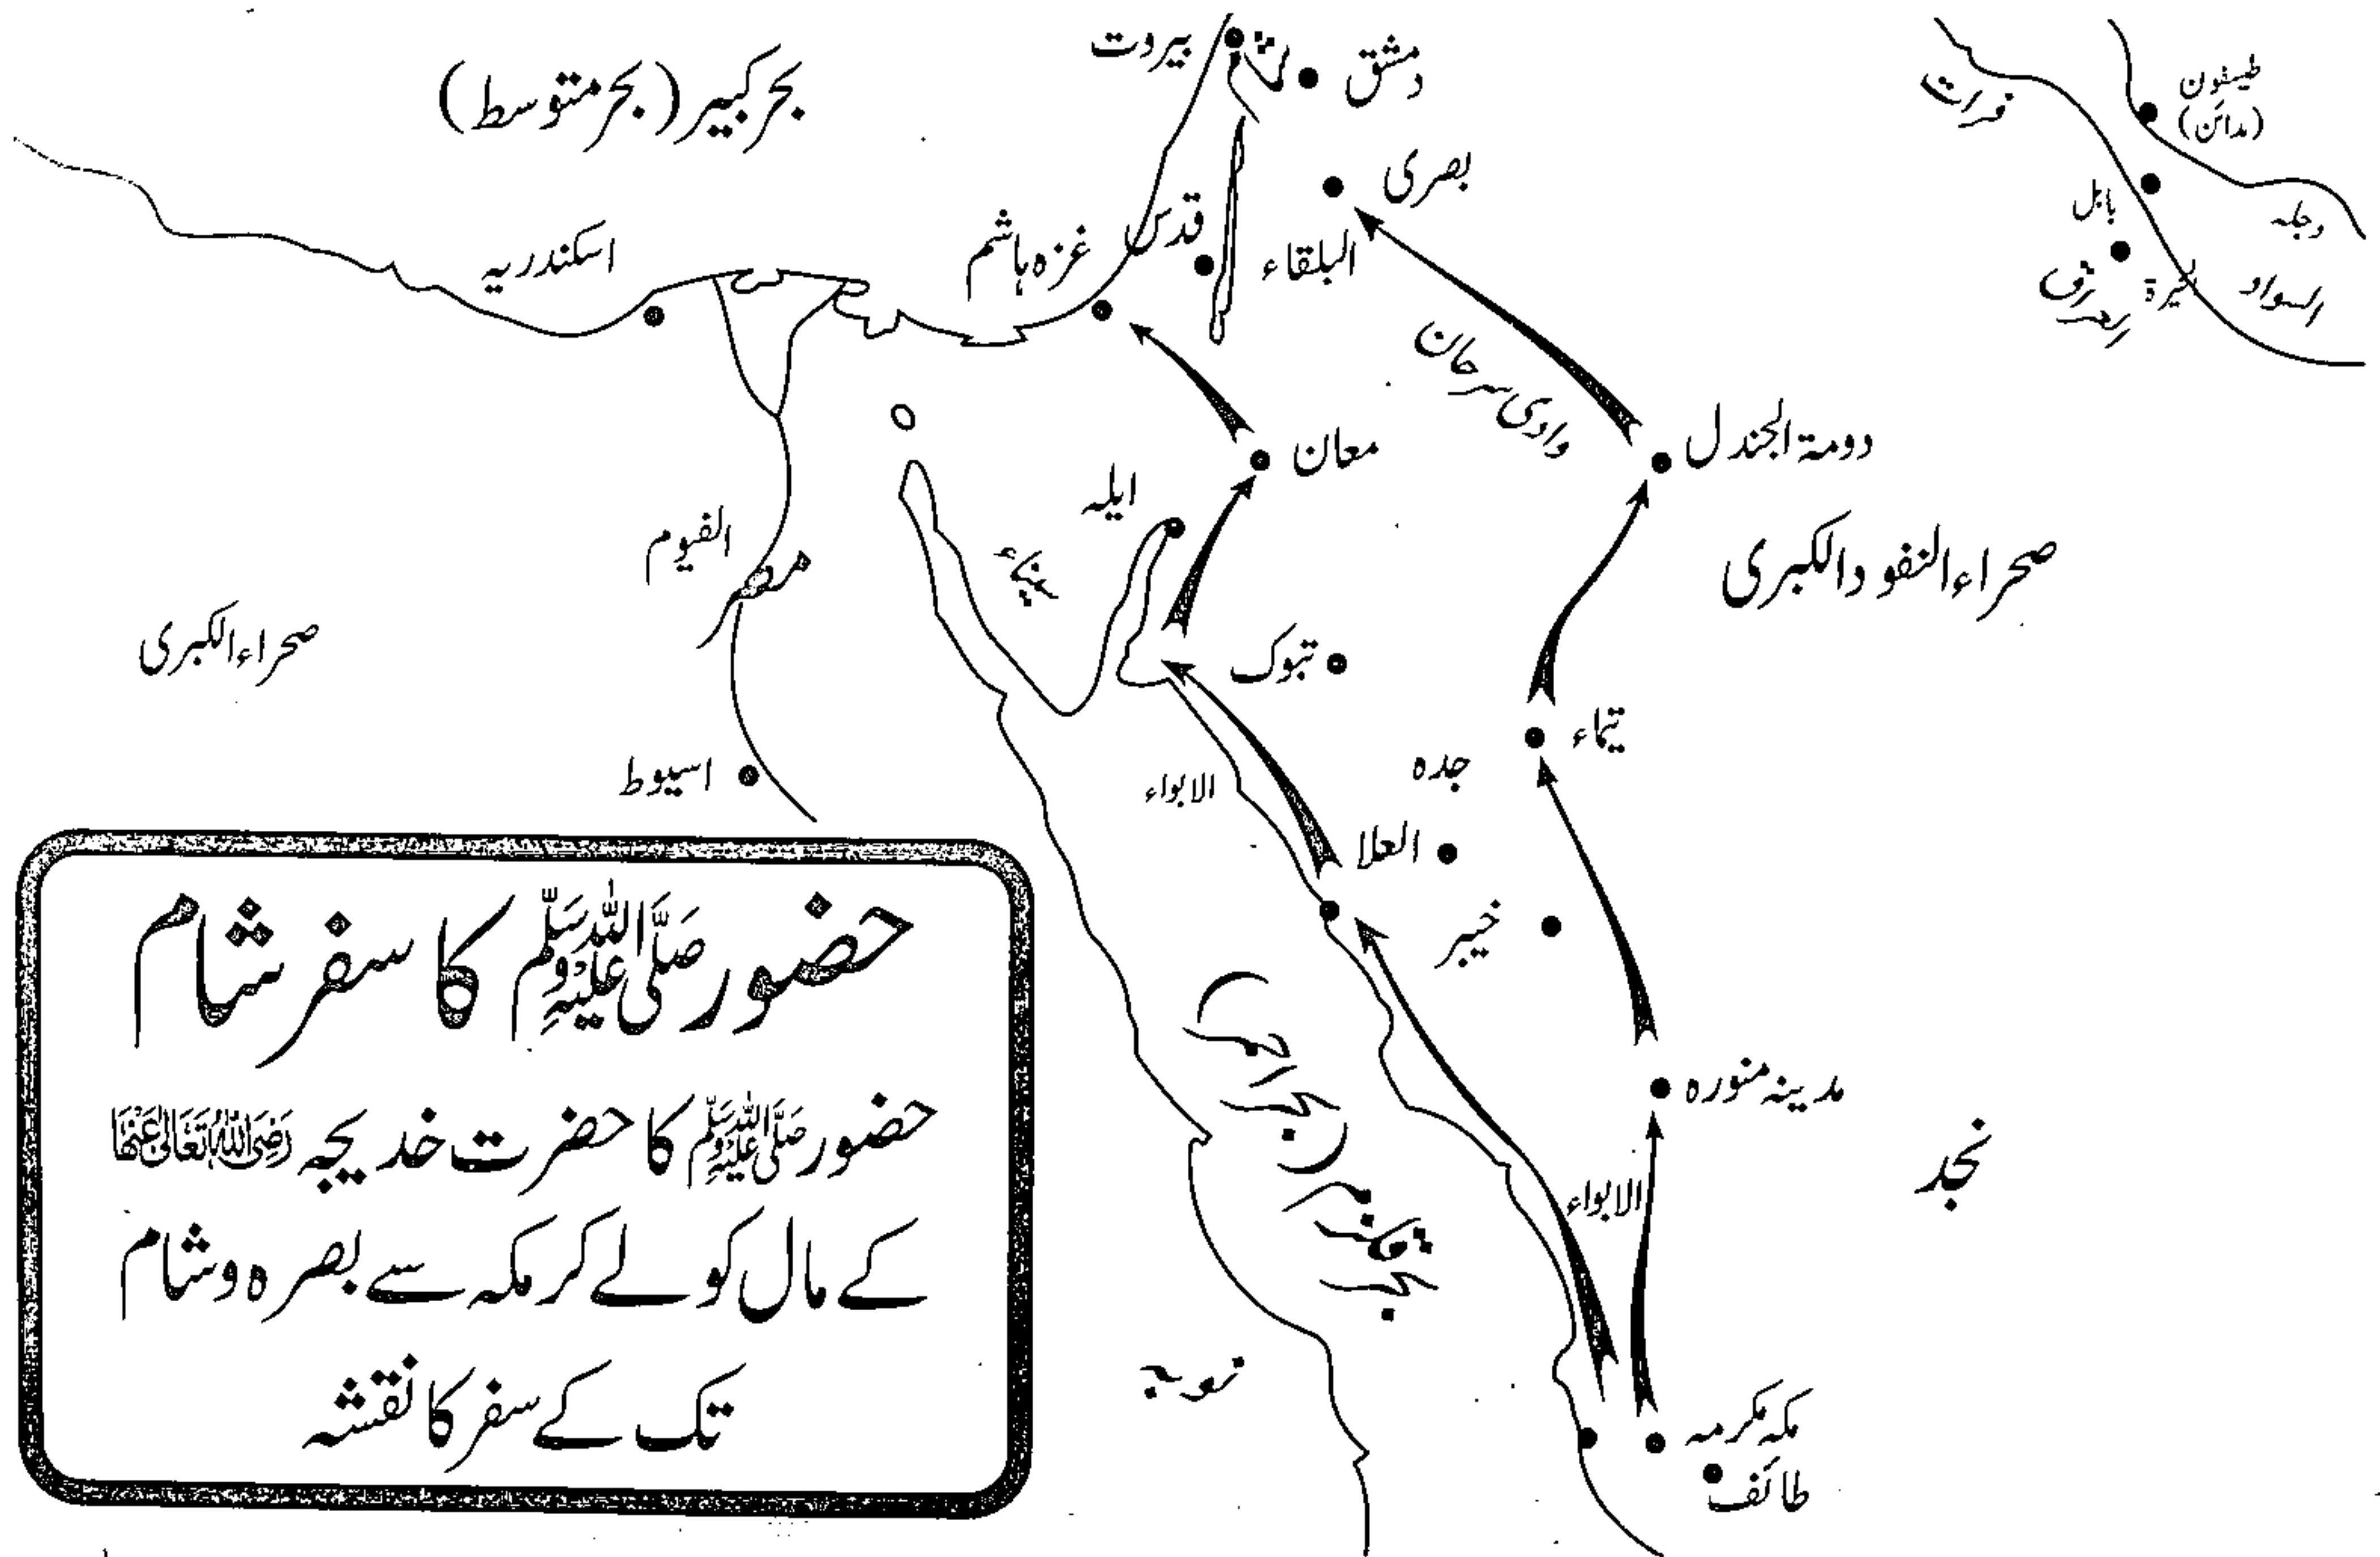 بحر کبیر (بحر متوسط)
بیروت
دمشق
فرات
طیسفون
(مدائن)
بصری
بابل
دجلہ
اسکندریہ
غزہ ہاشم
قدس
البلقاء
السواد
وادی سرحان
دومۃ الجندل
معان
ایلہ
الفیوم
مصر
سیناء
صحراء النفود الکبری
صحراء الکبری
تبوک
تیماء
جدہ
الابواء
اسیوط
العلا
خیبر
بحر احمر
مدینہ منورہ
نجد
الابواء
نوبہ
مکہ مکرمہ
طائف
حضور صلی اللہ علیہ وسلم کا سفر شام
حضور صلی اللہ علیہ وسلم کا حضرت خدیجہ رضی اللہ تعالیٰ عنہا
کے مال کو لے کر مکہ سے بصرہ و شام
تک کے سفر کا نقشہ